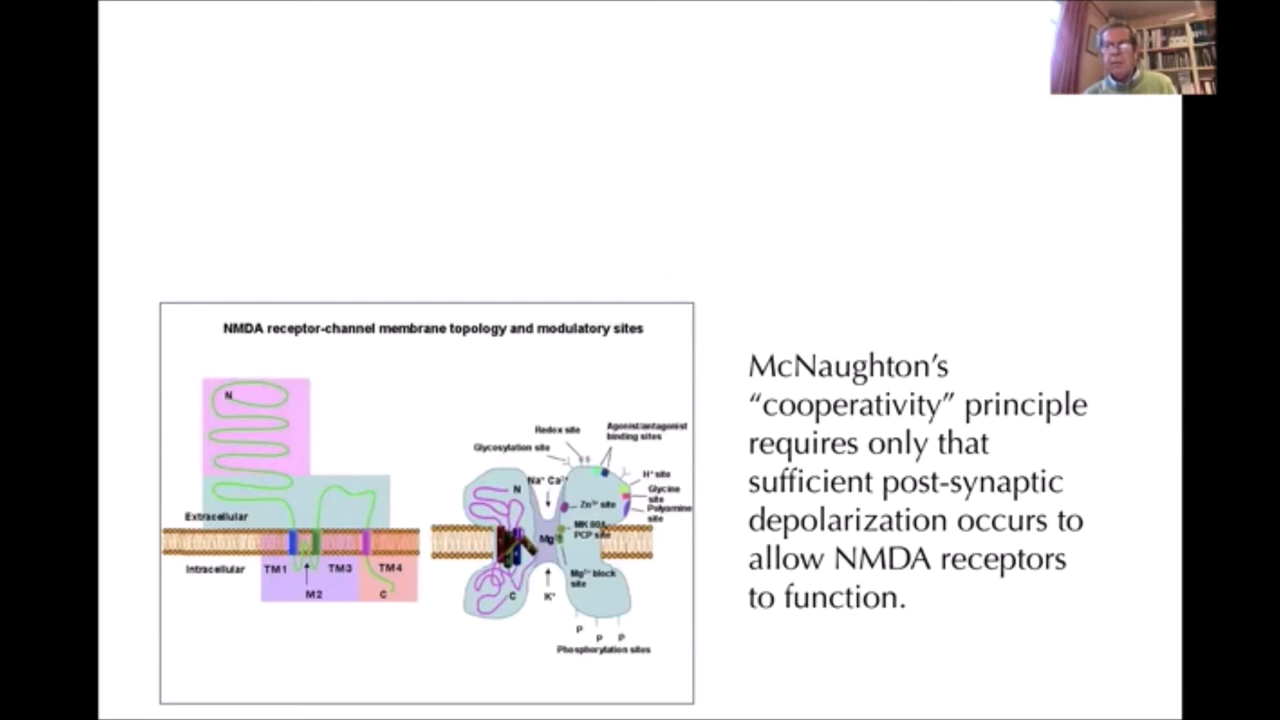 NMDA receptor-channel membrane topology and modulatory sites
N
Extracellular
Intracellular
TM1
TM3
TM4
M2
C
Redox site
Agonist/antagonist
binding sites
Glycosylation site
Na⁺ Ca²⁺
N
H⁺ site
Glycine
site
Polyamine
site
Zn²⁺ site
MK 801
PCP site
Mg²⁺
Mg²⁺ block
site
C
K⁺
P
P
P
Phosphorylation sites
McNaughton’s
“cooperativity” principle
requires only that
sufficient post-synaptic
depolarization occurs to
allow NMDA receptors
to function.